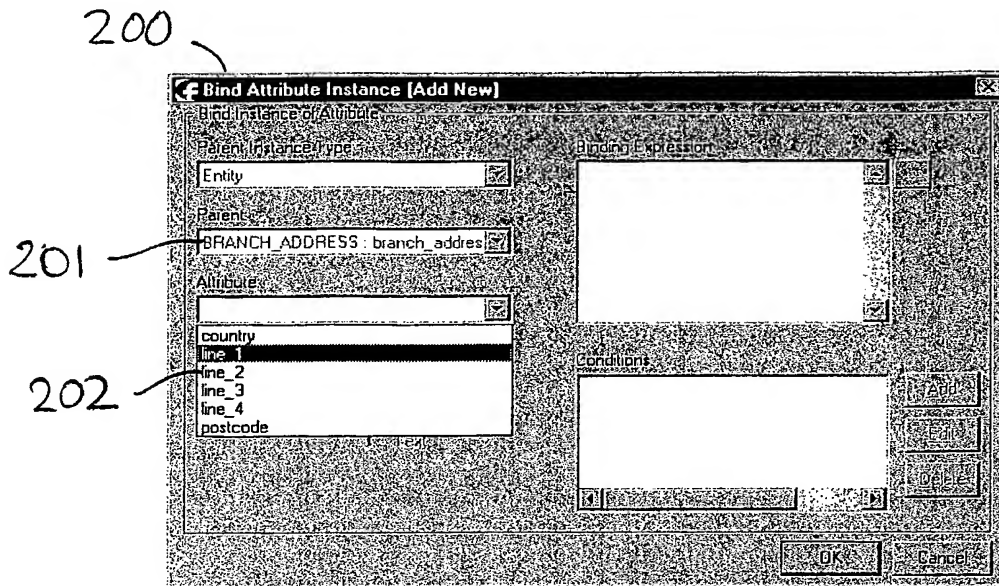 200
Bind Attribute Instance [Add New]
Bind Instance of Attribute
Parent Instance Type
Binding Expression
Entity
Parent
201
BRANCH_ADDRESS : branch_addres
Attribute
country
line_1
Conditions
202
line_2
line_3
Add
line_4
Edit
postcode
Delete
OK
Cancel